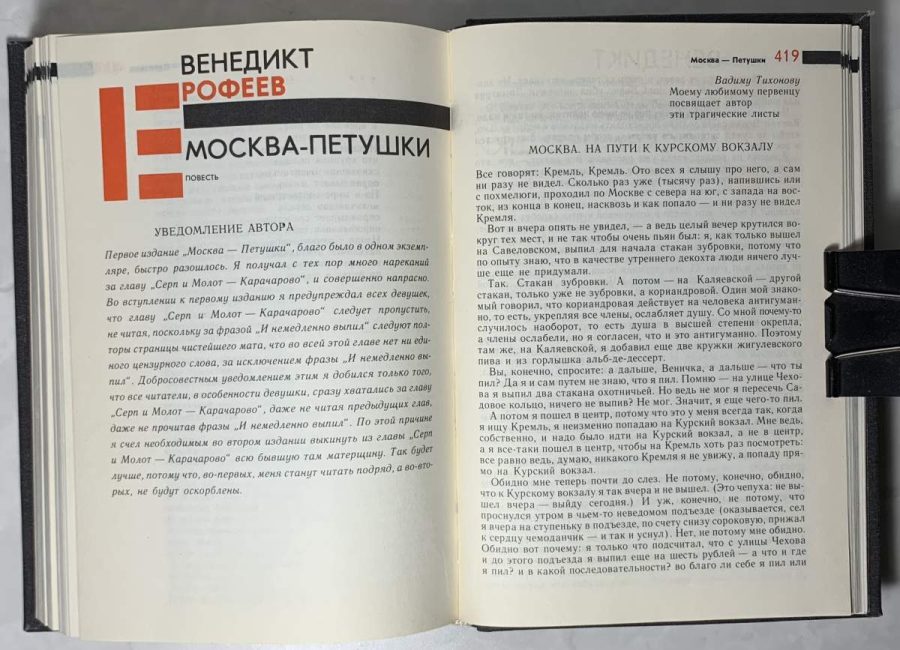 ВЕНЕДИКТ
ЕРОФЕЕВ
МОСКВА-ПЕТУШКИ
ПОВЕСТЬ
УВЕДОМЛЕНИЕ АВТОРА
Первое издание „Москва — Петушки", благо было в одном экзем-
пляре, быстро разошлось. Я получал с тех пор много нареканий
за главу „Серп и Молот — Карачарово", и совершенно напрасно.
Во вступлении к первому изданию я предупреждал всех девушек,
что главу „Серп и Молот — Карачарово" следует пропустить,
не читая, поскольку за фразой „И немедленно выпил" следуют пол-
торы страницы чистейшего мата, что во всей этой главе нет ни еди-
ного цензурного слова, за исключением фразы „И немедленно вы-
пил". Добросовестным уведомлением этим я добился только того,
что все читатели, в особенности девушки, сразу хватались за главу
„Серп и Молот — Карачарово", даже не читая предыдущих глав,
даже не прочитав фразы „И немедленно выпил". По этой причине
я счел необходимым во втором издании выкинуть из главы „Серп
и Молот — Карачарово" всю бывшую там матерщину. Так будет
лучше, потому что, во-первых, меня станут читать подряд, а во-вто-
рых, не будут оскорблены.
Москва — Петушки 419
Вадиму Тихонову
Моему любимому первенцу
посвящает автор
эти трагические листы
МОСКВА. НА ПУТИ К КУРСКОМУ ВОКЗАЛУ
Все говорят: Кремль, Кремль. Ото всех я слышу про него, а сам
ни разу не видел. Сколько раз уже (тысячу раз), напившись или
с похмелюги, проходил по Москве с севера на юг, с запада на вос-
ток, из конца в конец, насквозь и как попало — и ни разу не видел
Кремля.
Вот и вчера опять не увидел, — а ведь целый вечер крутился во-
круг тех мест, и не так чтобы очень пьян был: я, как только вышел
на Савеловском, выпил для начала стакан зубровки, потому что
по опыту знаю, что в качестве утреннего декохта люди ничего луч-
ше еще не придумали.
Так. Стакан зубровки. А потом — на Каляевской — другой
стакан, только уже не зубровки, а кориандровой. Один мой знако-
мый говорил, что кориандровая действует на человека антигуман-
но, то есть, укрепляя все члены, ослабляет душу. Со мной почему-то
случилось наоборот, то есть душа в высшей степени окрепла,
а члены ослабели, но я согласен, что и это антигуманно. Поэтому
там же, на Каляевской, я добавил еще две кружки жигулевского
пива и из горлышка альб-де-дессерт.
Вы, конечно, спросите: а дальше, Веничка, а дальше — что ты
пил? Да я и сам путем не знаю, что я пил. Помню — на улице Чехо-
ва я выпил два стакана охотничьей. Но ведь не мог я пересечь Са-
довое кольцо, ничего не выпив? Не мог. Значит, я еще чего-то пил.
А потом я пошел в центр, потому что это у меня всегда так, когда
я ищу Кремль, я неизменно попадаю на Курский вокзал. Мне ведь,
собственно, и надо было идти на Курский вокзал, а не в центр,
а я все-таки пошел в центр, чтобы на Кремль хоть раз посмотреть:
все равно ведь, думаю, никакого Кремля я не увижу, а попаду пря-
мо на Курский вокзал.
Обидно мне теперь почти до слез. Не потому, конечно, обидно,
что к Курскому вокзалу я так вчера и не вышел. (Это чепуха: не вы-
шел вчера — выйду сегодня.) И уж, конечно, не потому, что
проснулся утром в чьем-то неведомом подъезде (оказывается, сел
я вчера на ступеньку в подъезде, по счету снизу сороковую, прижал
к сердцу чемоданчик — и так и уснул). Нет, не потому мне обидно.
Обидно вот почему: я только что подсчитал, что с улицы Чехова
и до этого подъезда я выпил еще на шесть рублей — а что и где
я пил? и в какой последовательности? во благо ли себе я пил или